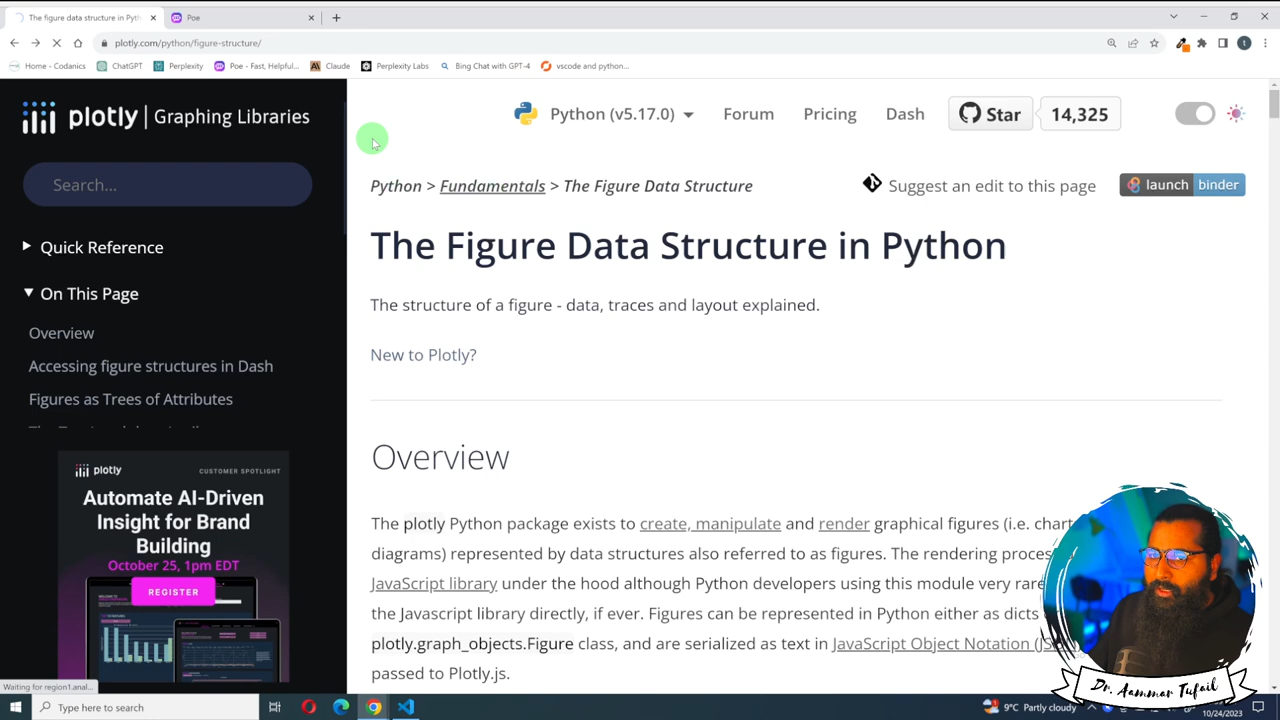 The figure data structure in Pyth
Poe
plotly.com/python/figure-structure/
Home - Codanics
ChatGPT
Perplexity
Poe - Fast, Helpful...
Claude
Perplexity Labs
Bing Chat with GPT-4
vscode and python...
plotly | Graphing Libraries
Python (v5.17.0)
Forum
Pricing
Dash
Star
14,325
Search...
Python > Fundamentals > The Figure Data Structure
Suggest an edit to this page
launch binder
Quick Reference
The Figure Data Structure in Python
On This Page
The structure of a figure - data, traces and layout explained.
Overview
New to Plotly?
Accessing figure structures in Dash
Figures as Trees of Attributes
Overview
plotly
CUSTOMER SPOTLIGHT
Automate AI-Driven
Insight for Brand
Building
October 25, 1pm EDT
REGISTER
The plotly Python package exists to create, manipulate and render graphical figures (i.e. chart
diagrams) represented by data structures also referred to as figures. The rendering proces
JavaScript library under the hood although Python developers using this module very rare
the Javascript library directly, if ever. Figures can be represented in Python either as dicts
plotly.graph_objects.Figure class, and are serialized as text in JavaScript Object Notation (JS
passed to Plotly.js.
Dr. Aammar Tufail
Waiting for region1.anal...
Type here to search
9°C Partly cloudy
10/24/2023